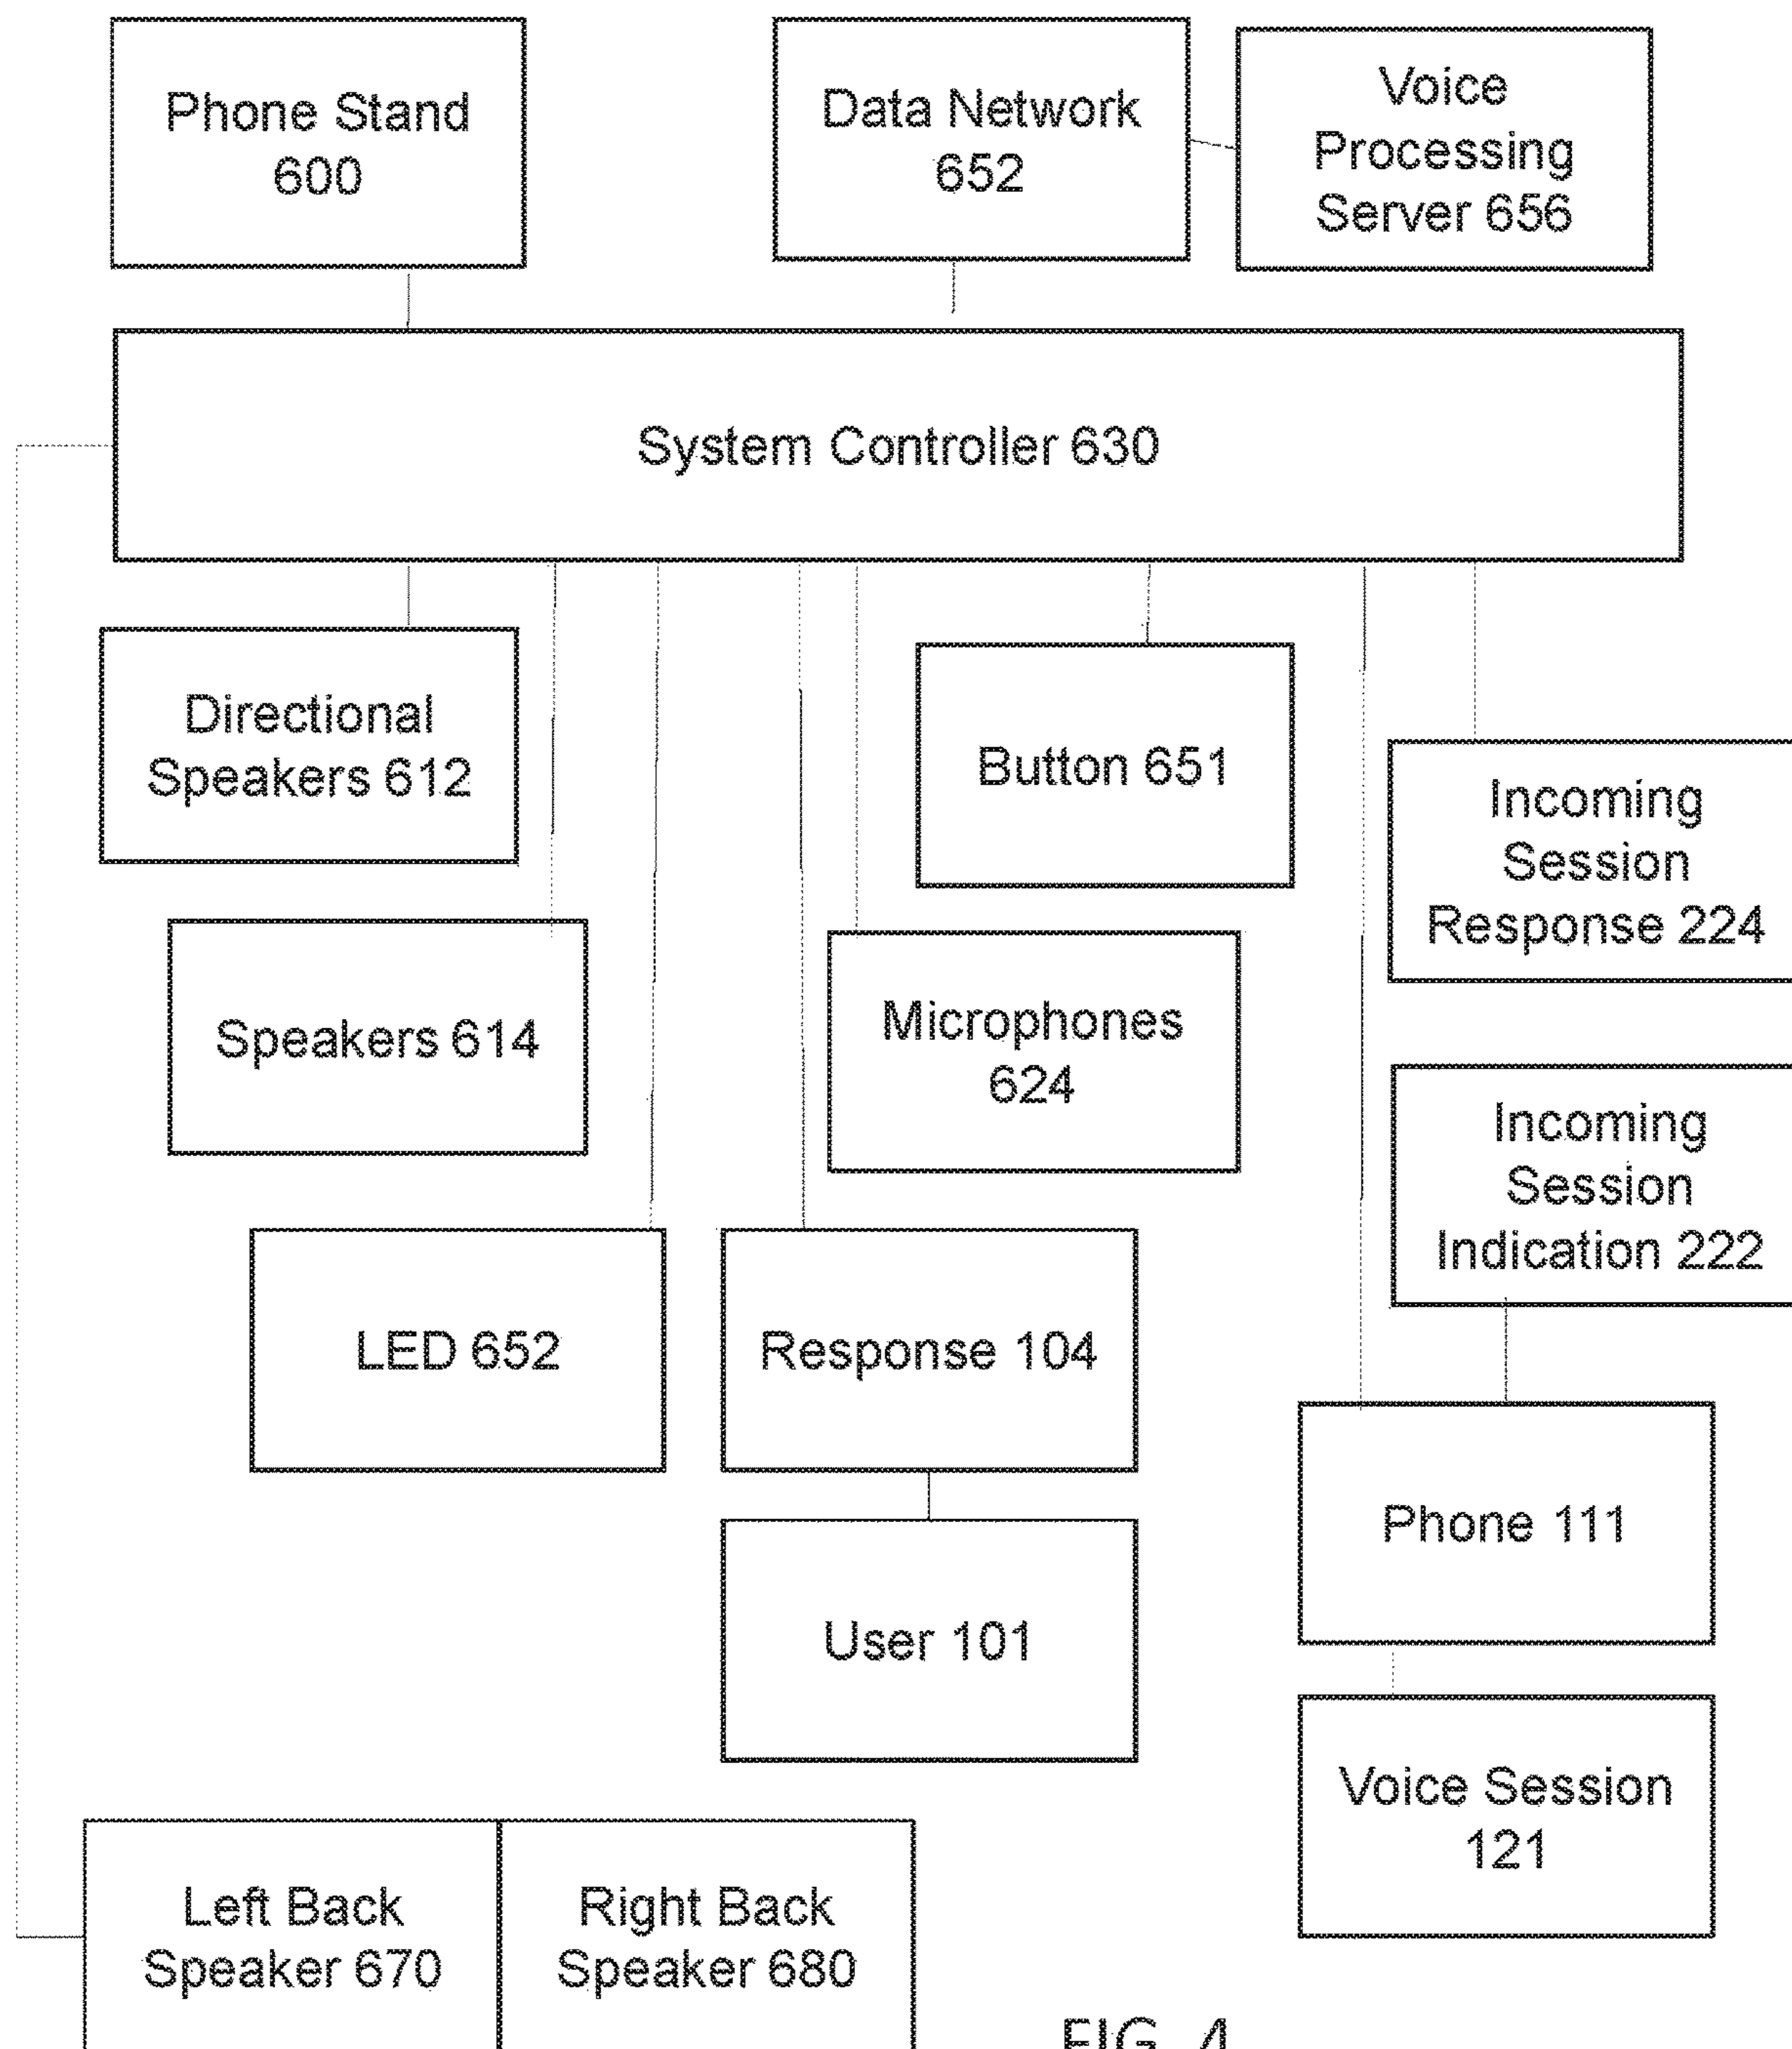 Phone Stand
600
Data Network
652
Voice
Processing
Server 656
System Controller 630
Directional
Speakers 612
Button 651
Incoming
Session
Response 224
Speakers 614
Microphones
624
Incoming
Session
Indication 222
LED 652
Response 104
Phone 111
User 101
Voice Session
121
Left Back
Speaker 670
Right Back
Speaker 680
FIG. 4